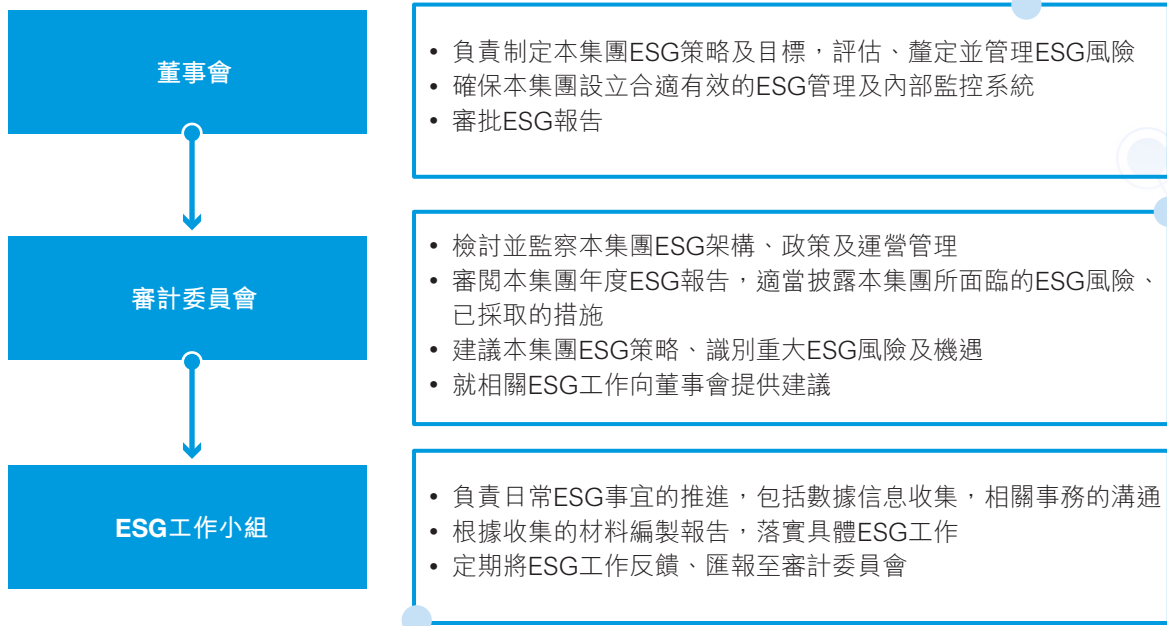 董事會
• 負責制定本集團ESG策略及目標，評估、釐定並管理ESG風險
• 確保本集團設立合適有效的ESG管理及內部監控系統
• 審批ESG報告
審計委員會
• 檢討並監察本集團ESG架構、政策及運營管理
• 審閱本集團年度ESG報告，適當披露本集團所面臨的ESG風險、
已採取的措施
• 建議本集團ESG策略、識別重大ESG風險及機遇
• 就相關ESG工作向董事會提供建議
ESG工作小組
• 負責日常ESG事宜的推進，包括數據信息收集，相關事務的溝通
• 根據收集的材料編製報告，落實具體ESG工作
• 定期將ESG工作反饋、匯報至審計委員會